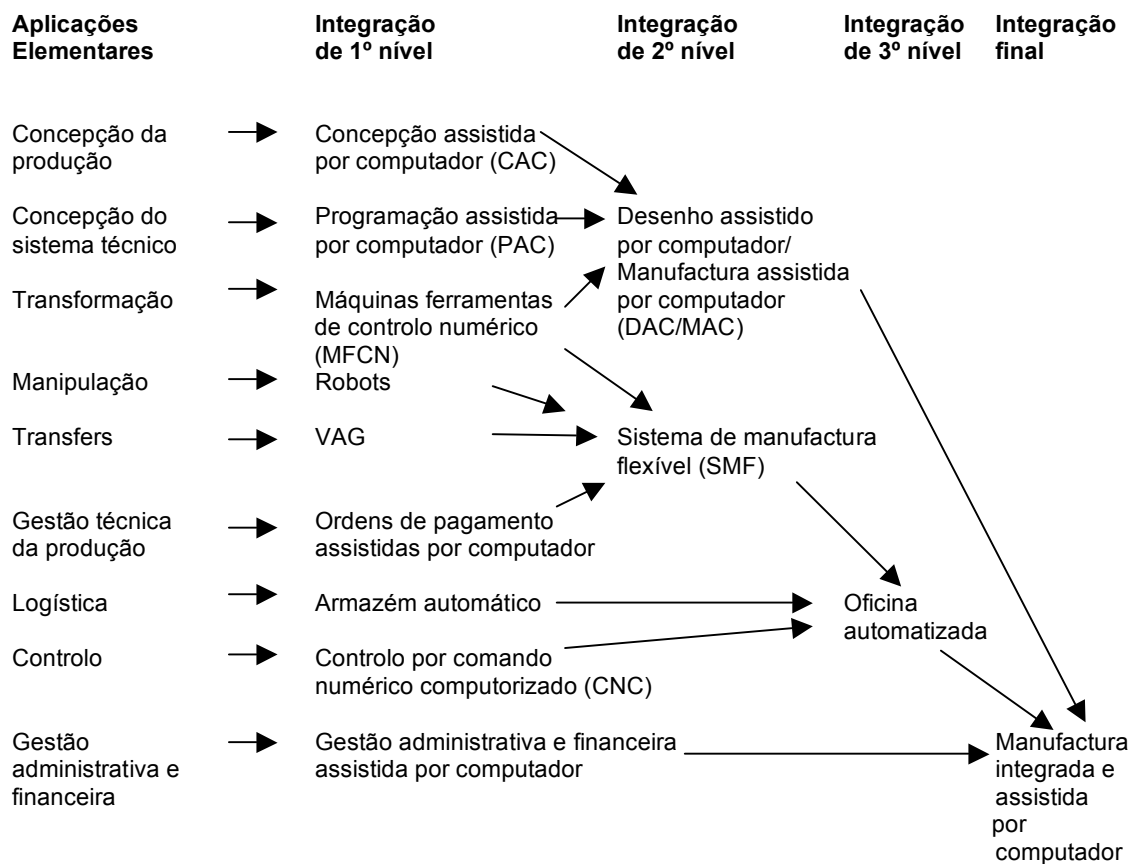 Aplicações Elementares
Integração de 1º nível
Integração de 2º nível
Integração de 3º nível
Integração final
Concepção da produção
Concepção assistida por computador (CAC)
Concepção do sistema técnico
Programação assistida por computador (PAC)
Desenho assistido por computador/
Manufactura assistida por computador (DAC/MAC)
Transformação
Máquinas ferramentas de controlo numérico (MFCN)
Manipulação
Robots
Transfers
VAG
Sistema de manufactura flexível (SMF)
Gestão técnica da produção
Ordens de pagamento assistidas por computador
Logística
Armazém automático
Oficina automatizada
Controlo
Controlo por comando numérico computorizado (CNC)
Gestão administrativa e financeira
Gestão administrativa e financeira assistida por computador
Manufactura integrada e assistida por computador